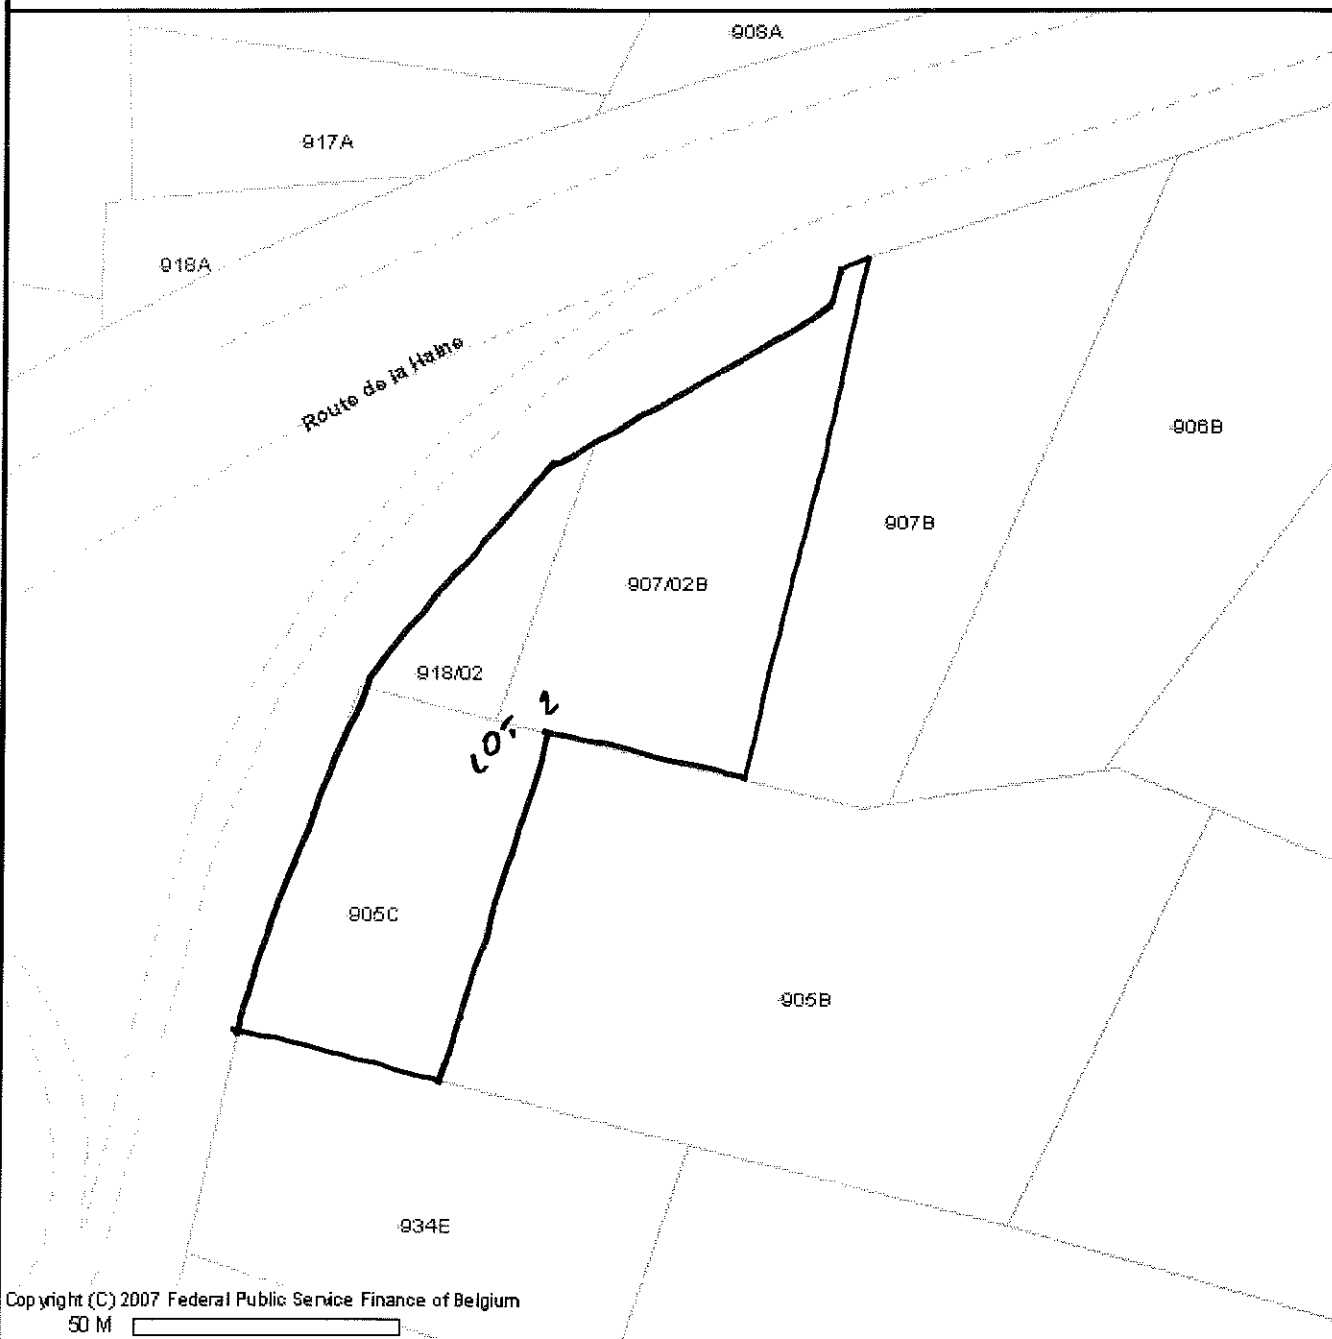 908A
917A
918A
Route de la Haine
906B
907B
907/02B
918/02
LOT 2
905C
905B
934E
Copyright (C) 2007 Federal Public Service Finance of Belgium
50 M